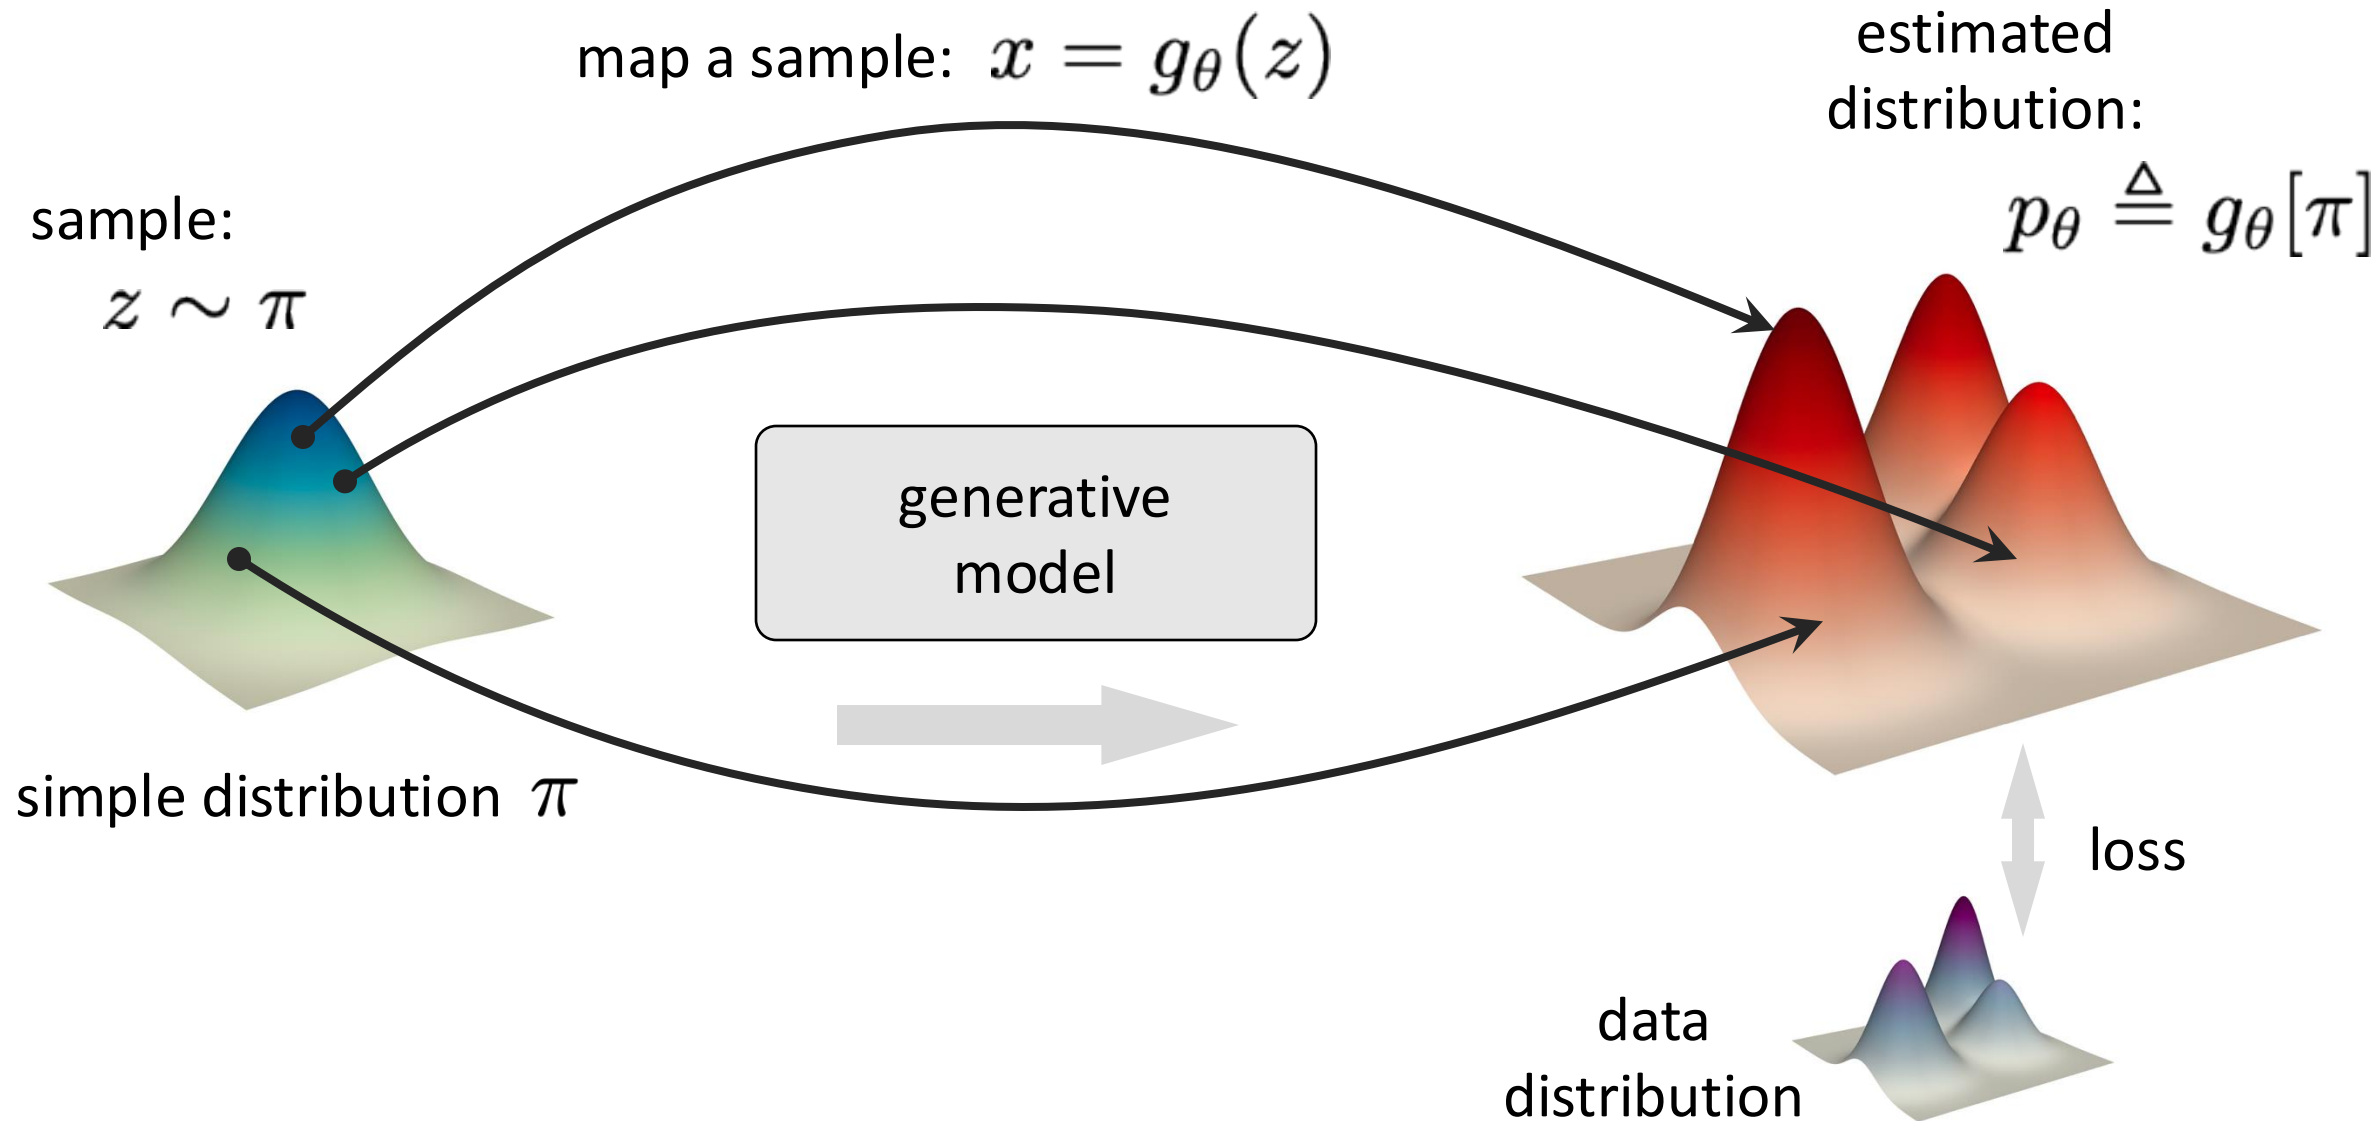 map a sample: x = g_θ(z)
estimated
distribution:
p_θ ≜ g_θ[π]
sample:
z ∼ π
generative
model
simple distribution π
loss
data
distribution